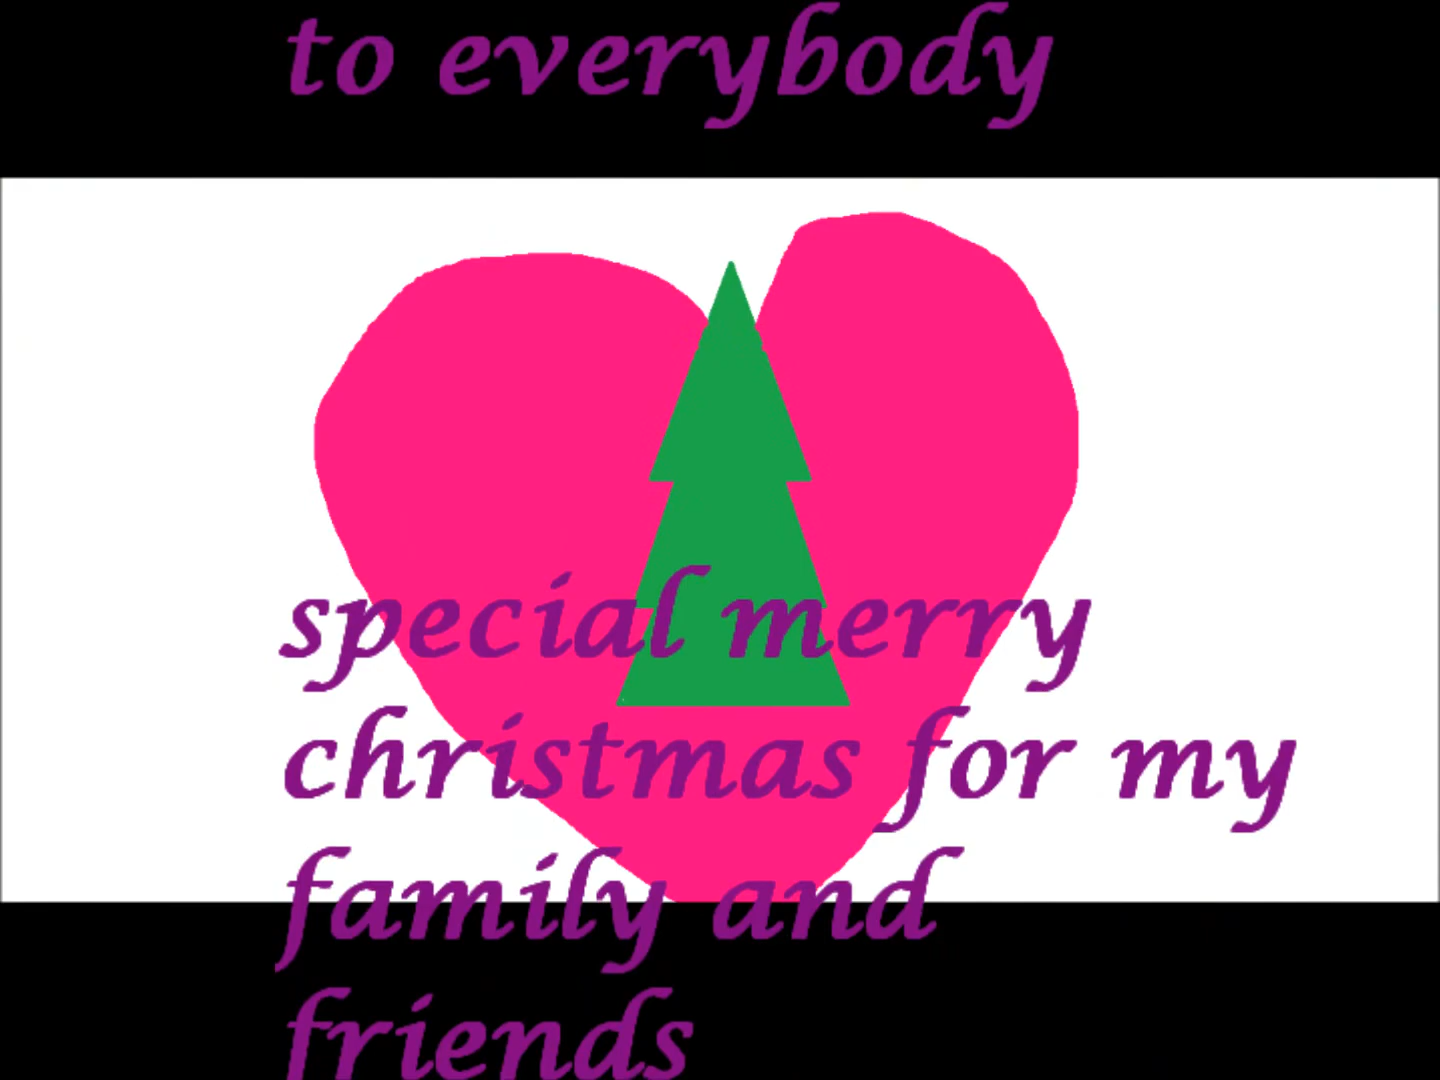 to everybody
special merry
christmas for my
family and
friends